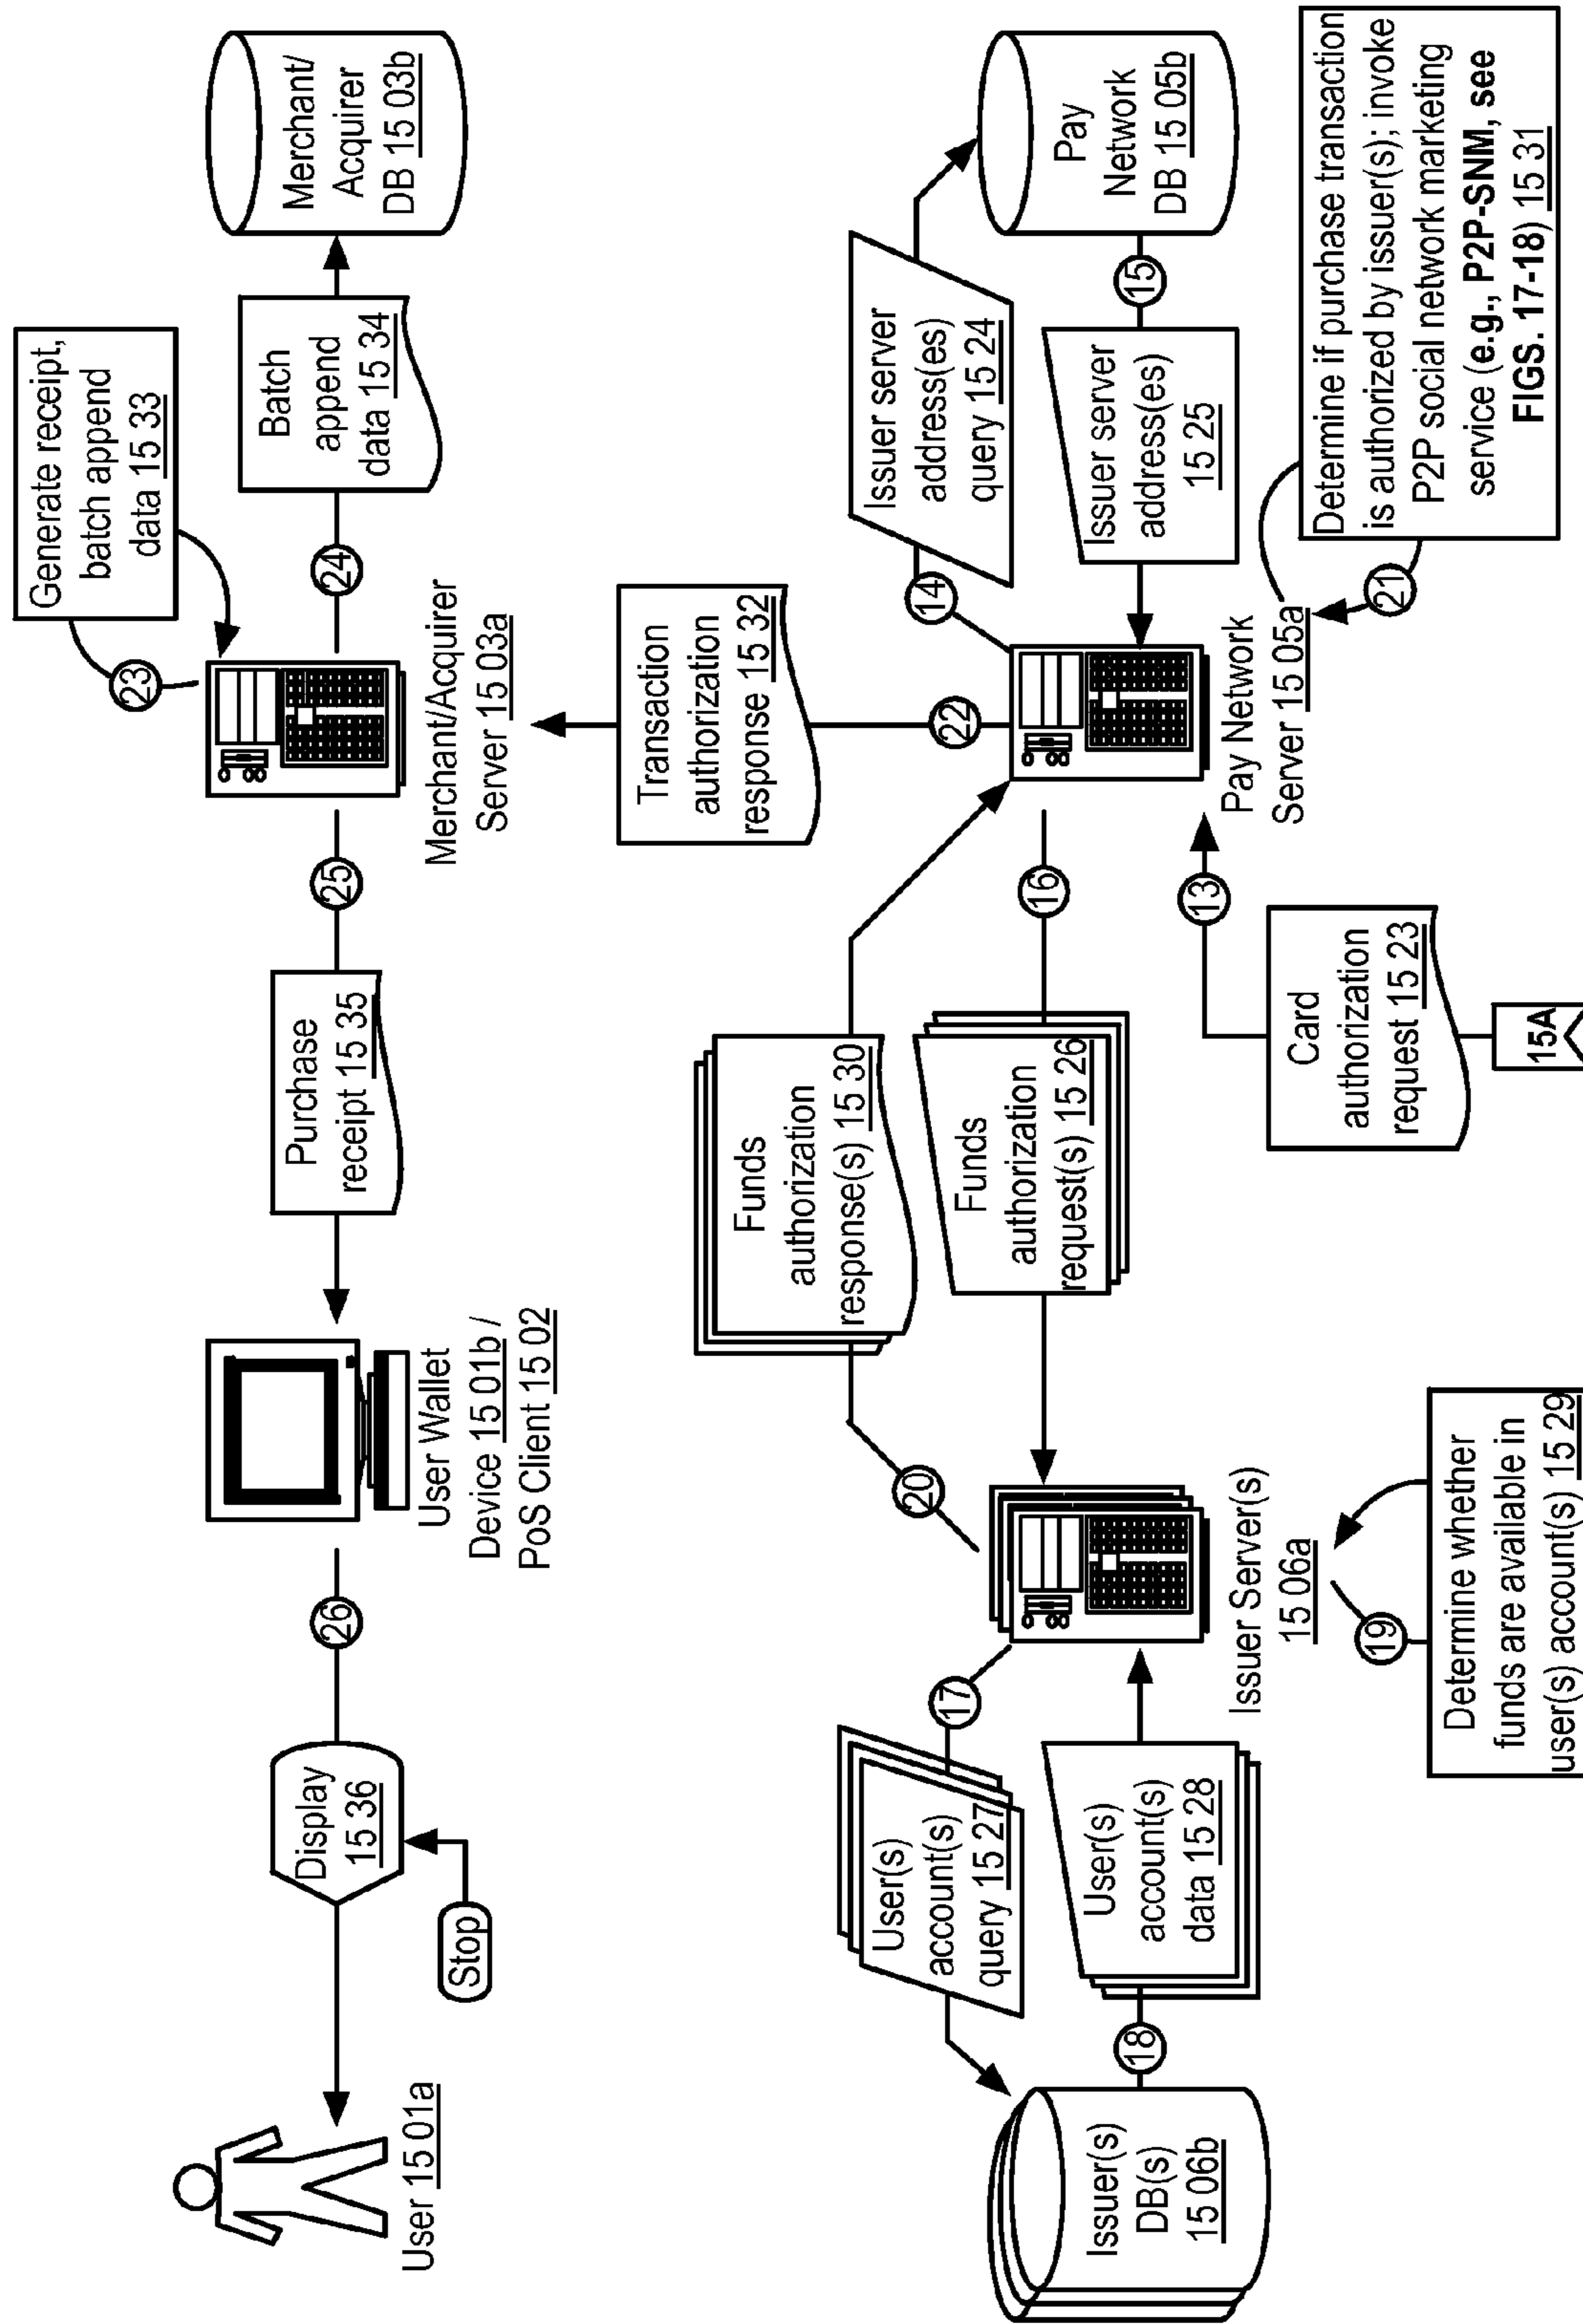 User 15 01a
Display
15 36
Stop
26
User Wallet
Device 15 01b /
PoS Client 15 02
Purchase
receipt 15 35
25
Merchant/Acquirer
Server 15 03a
23
Generate receipt,
batch append
data 15 33
24
Batch
append
data 15 34
Merchant/
Acquirer
DB 15 03b
Transaction
authorization
response 15 32
22
Issuer(s)
DB(s)
15 06b
User(s)
account(s)
query 15 27
17
18
User(s)
account(s)
data 15 28
Issuer Server(s)
15 06a
19
Determine whether
funds are available in
user(s) account(s) 15 29
20
Funds
authorization
response(s) 15 30
Funds
authorization
request(s) 15 26
16
Card
authorization
request 15 23
15A
13
Pay Network
Server 15 05a
14
Issuer server
address(es)
query 15 24
Issuer server
address(es)
15 25
15
Pay
Network
DB 15 05b
21
Determine if purchase transaction
is authorized by issuer(s); invoke
P2P social network marketing
service (e.g., P2P-SNM, see
FIGS. 17-18) 15 31